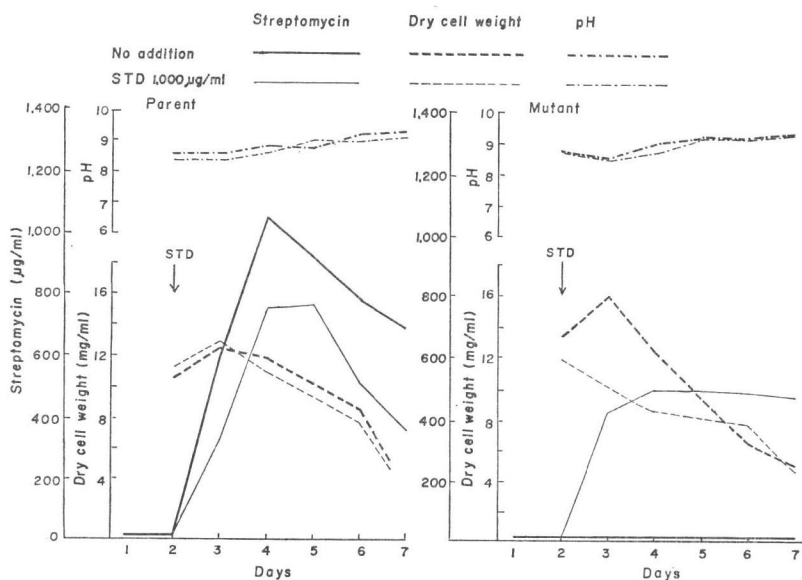 Streptomycin Dry cell weight pH
No addition
STD 1,000 µg/ml
Parent
Mutant
Streptomycin (µg/ml)
1,400
1,200
1,000
800
600
400
200
0
pH
10
9
8
7
6
Dry cell weight (mg/ml)
16
12
8
4
STD
1 2 3 4 5 6 7
Days
1,400
1,200
1,000
800
600
400
200
pH
10
9
8
7
6
Dry cell weight (mg/ml)
16
12
8
4
STD
1 2 3 4 5 6 7
Days